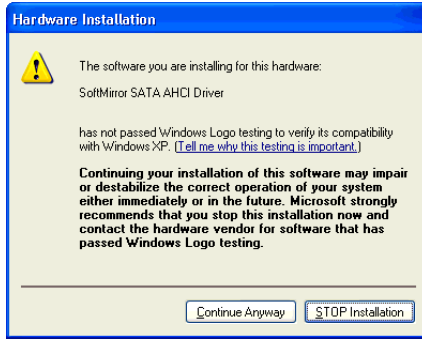 Hardware Installation
The software you are installing for this hardware:
SoftMirror SATA AHCI Driver
has not passed Windows Logo testing to verify its compatibility
with Windows XP. (Tell me why this testing is important.)
Continuing your installation of this software may impair
or destabilize the correct operation of your system
either immediately or in the future. Microsoft strongly
recommends that you stop this installation now and
contact the hardware vendor for software that has
passed Windows Logo testing.
Continue Anyway
STOP Installation